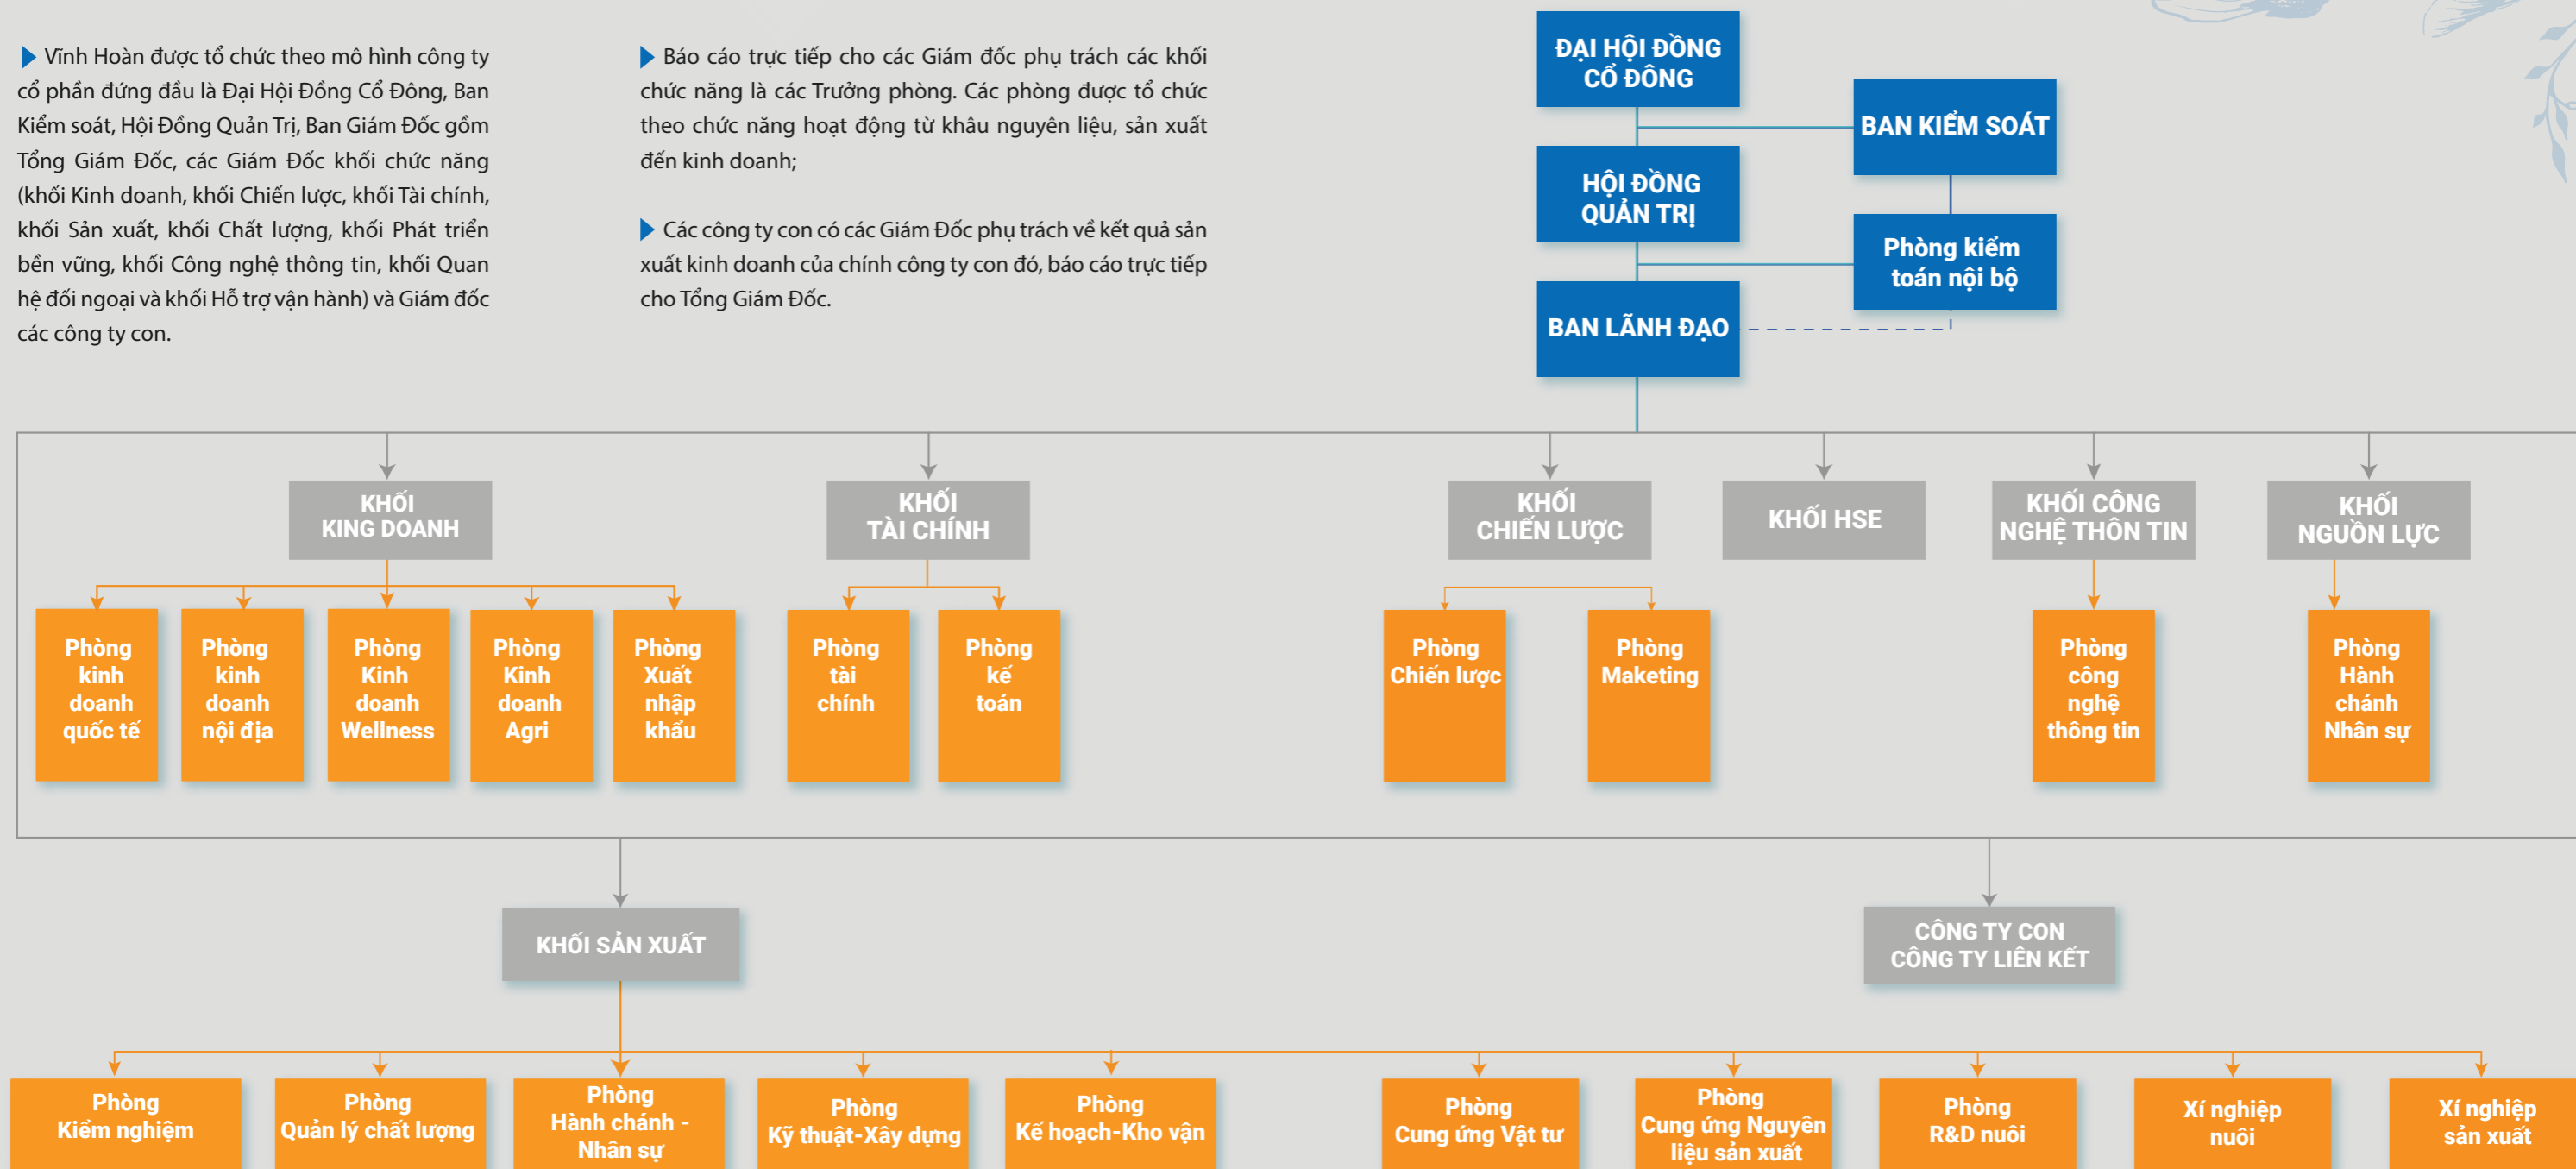 Vĩnh Hoàn được tổ chức theo mô hình công ty
cổ phần đứng đầu là Đại Hội Đồng Cổ Đông, Ban
Kiểm soát, Hội Đồng Quản Trị, Ban Giám Đốc gồm
Tổng Giám Đốc, các Giám Đốc khối chức năng
(khối Kinh doanh, khối Chiến lược, khối Tài chính,
khối Sản xuất, khối Chất lượng, khối Phát triển
bền vững, khối Công nghệ thông tin, khối Quan
hệ đối ngoại và khối Hỗ trợ vận hành) và Giám đốc
các công ty con.
Báo cáo trực tiếp cho các Giám đốc phụ trách các khối
chức năng là các Trưởng phòng. Các phòng được tổ chức
theo chức năng hoạt động từ khâu nguyên liệu, sản xuất
đến kinh doanh;
Các công ty con có các Giám Đốc phụ trách về kết quả sản
xuất kinh doanh của chính công ty con đó, báo cáo trực tiếp
cho Tổng Giám Đốc.
ĐẠI HỘI ĐỒNG
CỔ ĐÔNG
BAN KIỂM SOÁT
HỘI ĐỒNG
QUẢN TRỊ
Phòng kiểm
toán nội bộ
BAN LÃNH ĐẠO
KHỐI
KING DOANH
KHỐI
TÀI CHÍNH
KHỐI
CHIẾN LƯỢC
KHỐI HSE
KHỐI CÔNG
NGHỆ THÔN TIN
KHỐI
NGUỒN LỰC
Phòng
kinh
doanh
quốc tế
Phòng
kinh
doanh
nội địa
Phòng
Kinh
doanh
Wellness
Phòng
Kinh
doanh
Agri
Phòng
Xuất
nhập
khẩu
Phòng
tài
chính
Phòng
kế
toán
Phòng
Chiến lược
Phòng
Maketing
Phòng
công
nghệ
thông tin
Phòng
Hành
chánh
Nhân sự
KHỐI SẢN XUẤT
CÔNG TY CON
CÔNG TY LIÊN KẾT
Phòng
Kiểm nghiệm
Phòng
Quản lý chất lượng
Phòng
Hành chánh -
Nhân sự
Phòng
Kỹ thuật-Xây dựng
Phòng
Kế hoạch-Kho vận
Phòng
Cung ứng Vật tư
Phòng
Cung ứng Nguyên
liệu sản xuất
Phòng
R&D nuôi
Xí nghiệp
nuôi
Xí nghiệp
sản xuất